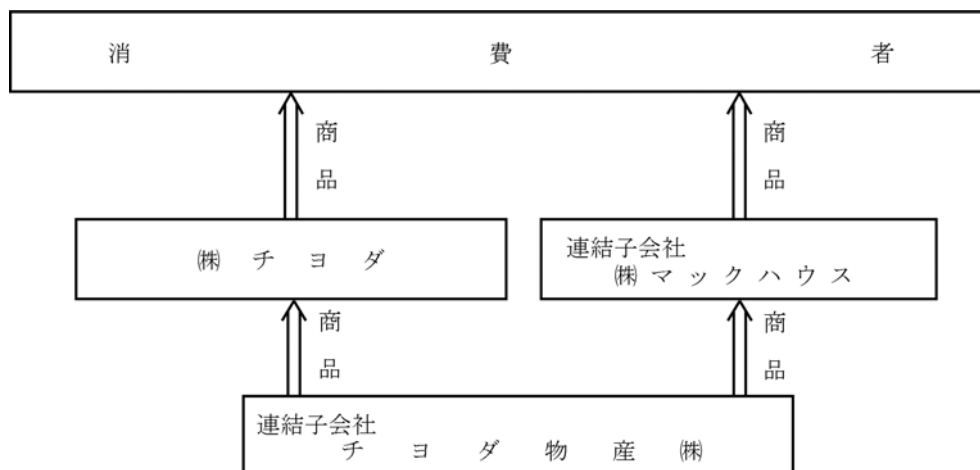 消費者
商品
商品
㈱チヨダ
連結子会社
㈱マックハウス
商品
商品
連結子会社
チヨダ物産㈱